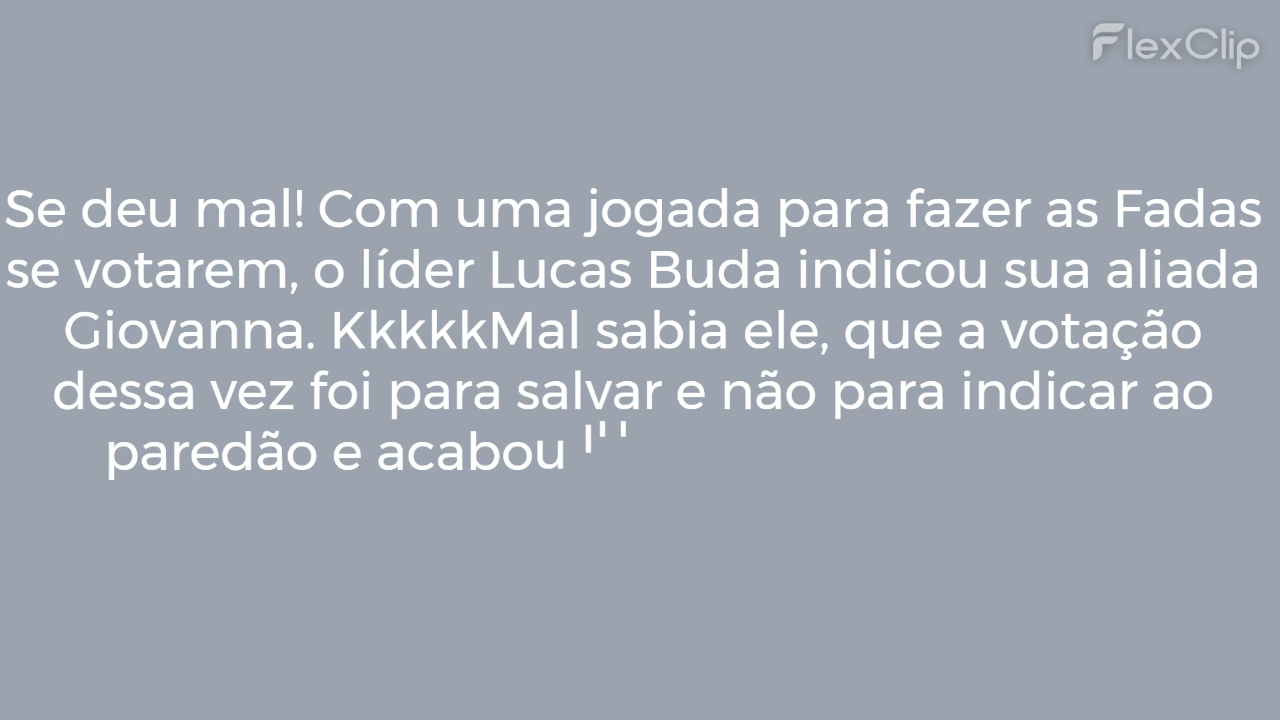 FlexClip
Se deu mal! Com uma jogada para fazer as Fadas
se votarem, o líder Lucas Buda indicou sua aliada
Giovanna. KkkkkMal sabia ele, que a votação
dessa vez foi para salvar e não para indicar ao
paredão e acabou